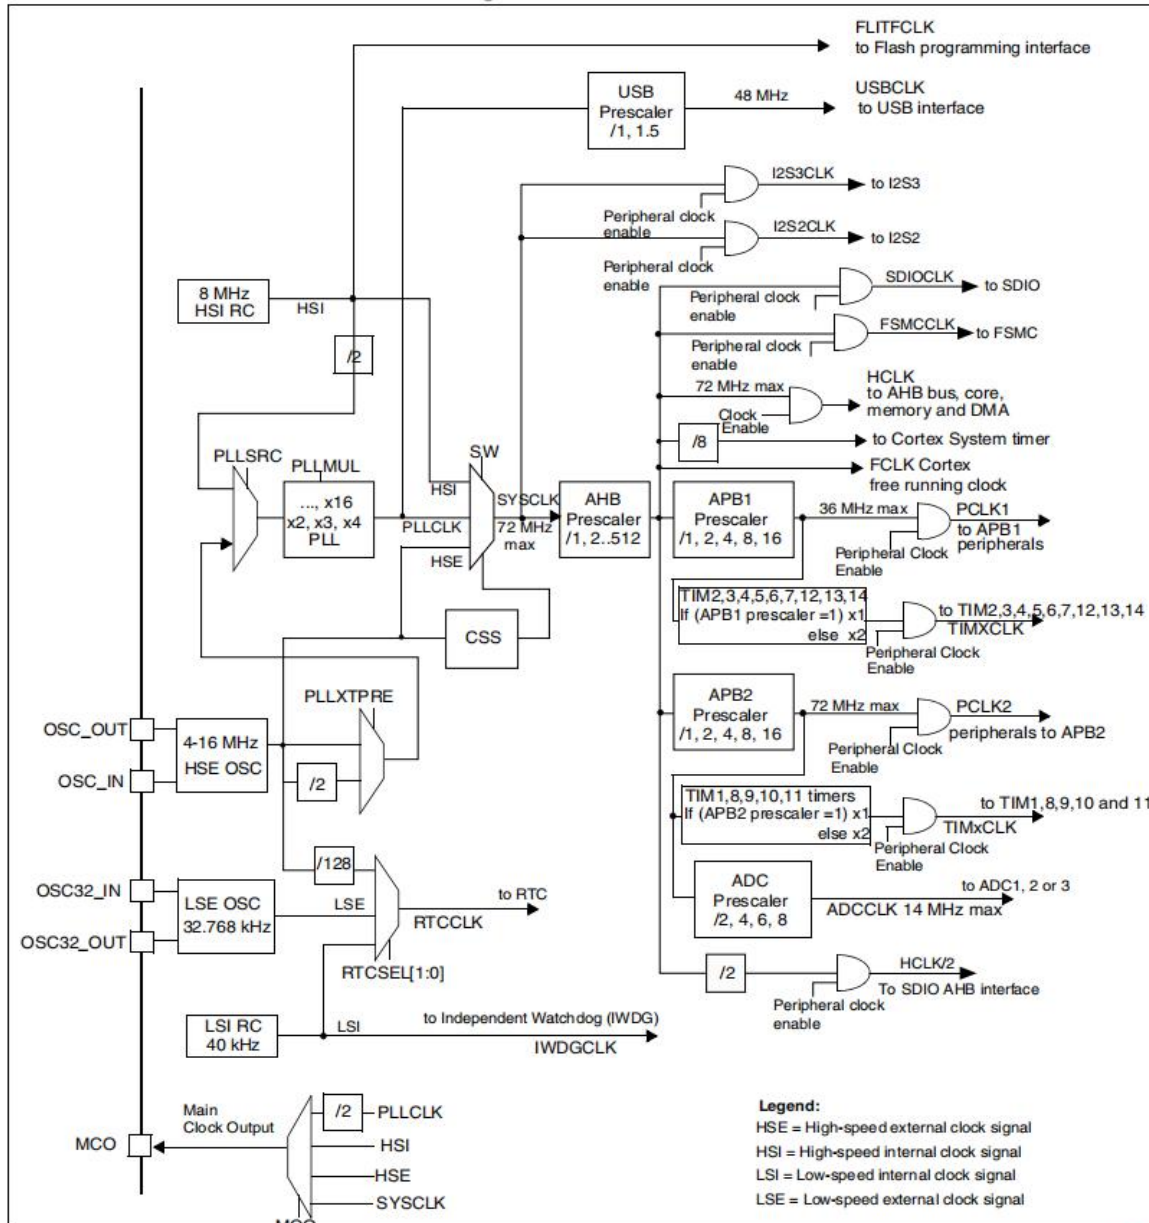 FLITFCLK
to Flash programming interface
USB
Prescaler
/1, 1.5
48 MHz
USBCLK
to USB interface
I2S3CLK
to I2S3
Peripheral clock
enable
I2S2CLK
to I2S2
Peripheral clock
enable
8 MHz
HSI RC
HSI
SDIOCLK
to SDIO
Peripheral clock
enable
FSMCCLK
to FSMC
Peripheral clock
enable
/2
72 MHz max
HCLK
to AHB bus, core,
memory and DMA
Clock
Enable
/8
to Cortex System timer
FCLK Cortex
free running clock
PLLSRC
PLLMUL
..., x16
x2, x3, x4
PLL
SW
HSI
PLLCLK
HSE
SYSCLK
72 MHz
max
AHB
Prescaler
/1, 2..512
APB1
Prescaler
/1, 2, 4, 8, 16
36 MHz max
PCLK1
to APB1
peripherals
Peripheral Clock
Enable
CSS
TIM2,3,4,5,6,7,12,13,14
If (APB1 prescaler =1) x1
else x2
to TIM2,3,4,5,6,7,12,13,14
TIMXCLK
Peripheral Clock
Enable
PLLXTPRE
OSC_OUT
OSC_IN
4-16 MHz
HSE OSC
/2
APB2
Prescaler
/1, 2, 4, 8, 16
72 MHz max
PCLK2
peripherals to APB2
Peripheral Clock
Enable
TIM1,8,9,10,11 timers
If (APB2 prescaler =1) x1
else x2
to TIM1,8,9,10 and 11
TIMxCLK
Peripheral Clock
Enable
/128
OSC32_IN
OSC32_OUT
LSE OSC
32.768 kHz
LSE
to RTC
RTCCLK
RTCSEL[1:0]
ADC
Prescaler
/2, 4, 6, 8
to ADC1, 2 or 3
ADCCLK 14 MHz max
/2
HCLK/2
To SDIO AHB interface
Peripheral clock
enable
LSI RC
40 kHz
LSI
to Independent Watchdog (IWDG)
IWDGCLK
Main
Clock Output
MCO
/2
PLLCLK
HSI
HSE
SYSCLK
Legend:
HSE = High-speed external clock signal
HSI = High-speed internal clock signal
LSI = Low-speed internal clock signal
LSE = Low-speed external clock signal